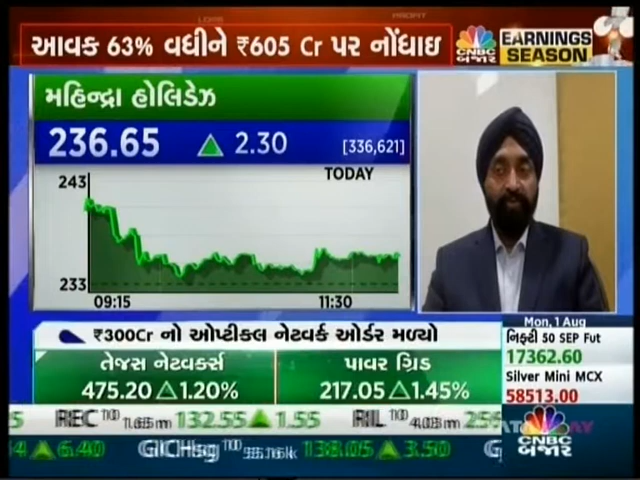 આવક 63% વધીને ₹605 Cr પર નોંધાઇ
CNBC બજાર
EARNINGS SEASON
મહિન્દ્રા હોલિડેઝ
236.65 ▲ 2.30 [336,621]
TODAY
243
233
09:15 11:30
₹300Cr નો ઓપ્ટીકલ નેટવર્ક ઓર્ડર મળ્યો
તેજસ નેટવર્ક્સ
475.20 △ 1.20%
પાવર ગ્રિડ
217.05 △ 1.45%
Mon, 1 Aug
નિફ્ટી 50 SEP Fut
17362.60
Silver Mini MCX
58513.00
5 REC 132.55 ▲ 1.55 RIL
▲ 6.40 GICHsg 138.05 ▲ 3.50
CNBC
બજાર